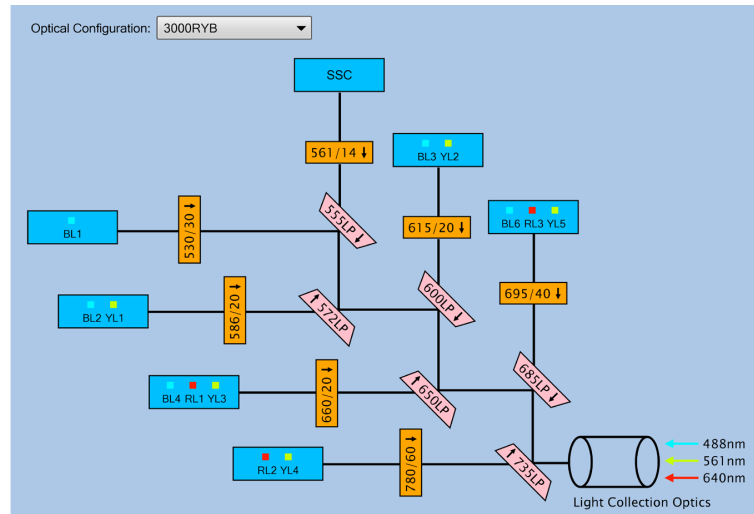 Optical Configuration: 3000RYB
SSC
561/14
BL3 YL2
555LP
530/30
615/20
BL6 RL3 YL5
BL1
695/40
586/20
572LP
600LP
BL2 YL1
660/20
650LP
685LP
BL4 RL1 YL3
780/60
735LP
488nm
RL2 YL4
561nm
640nm
Light Collection Optics